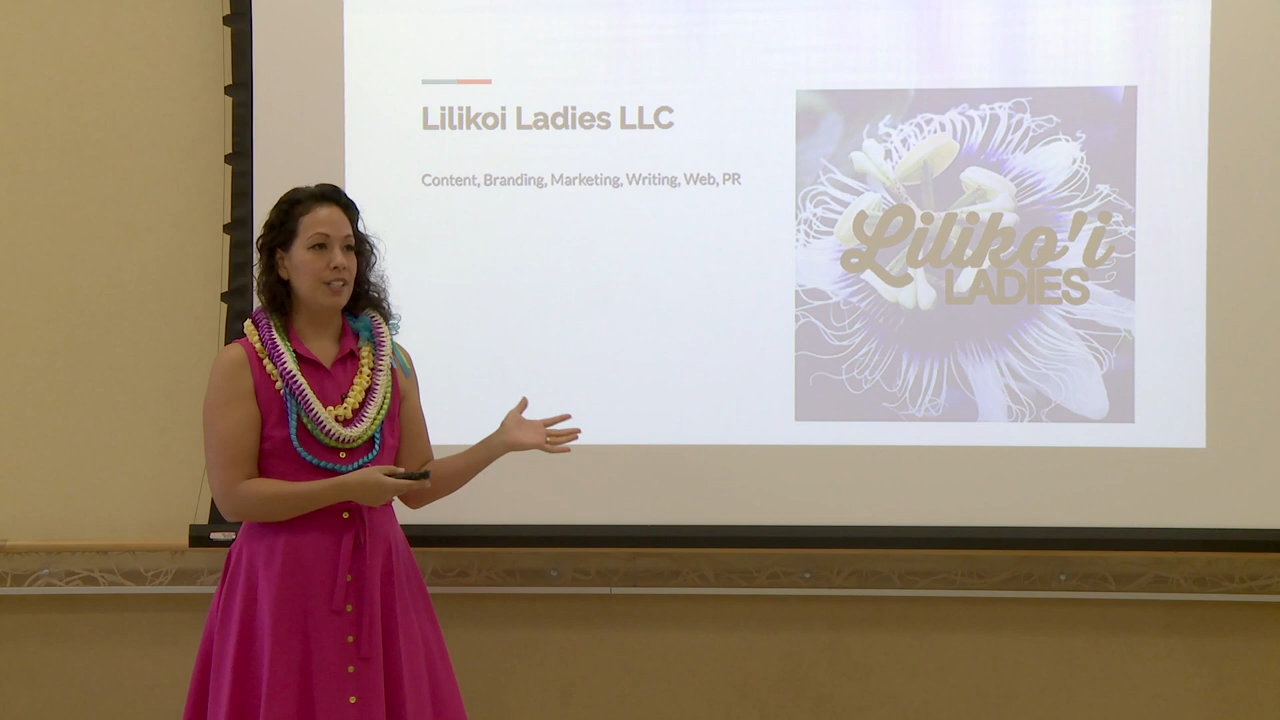 Lilikoi Ladies LLC
Content, Branding, Marketing, Writing, Web, PR
Liliko'i
LADIES